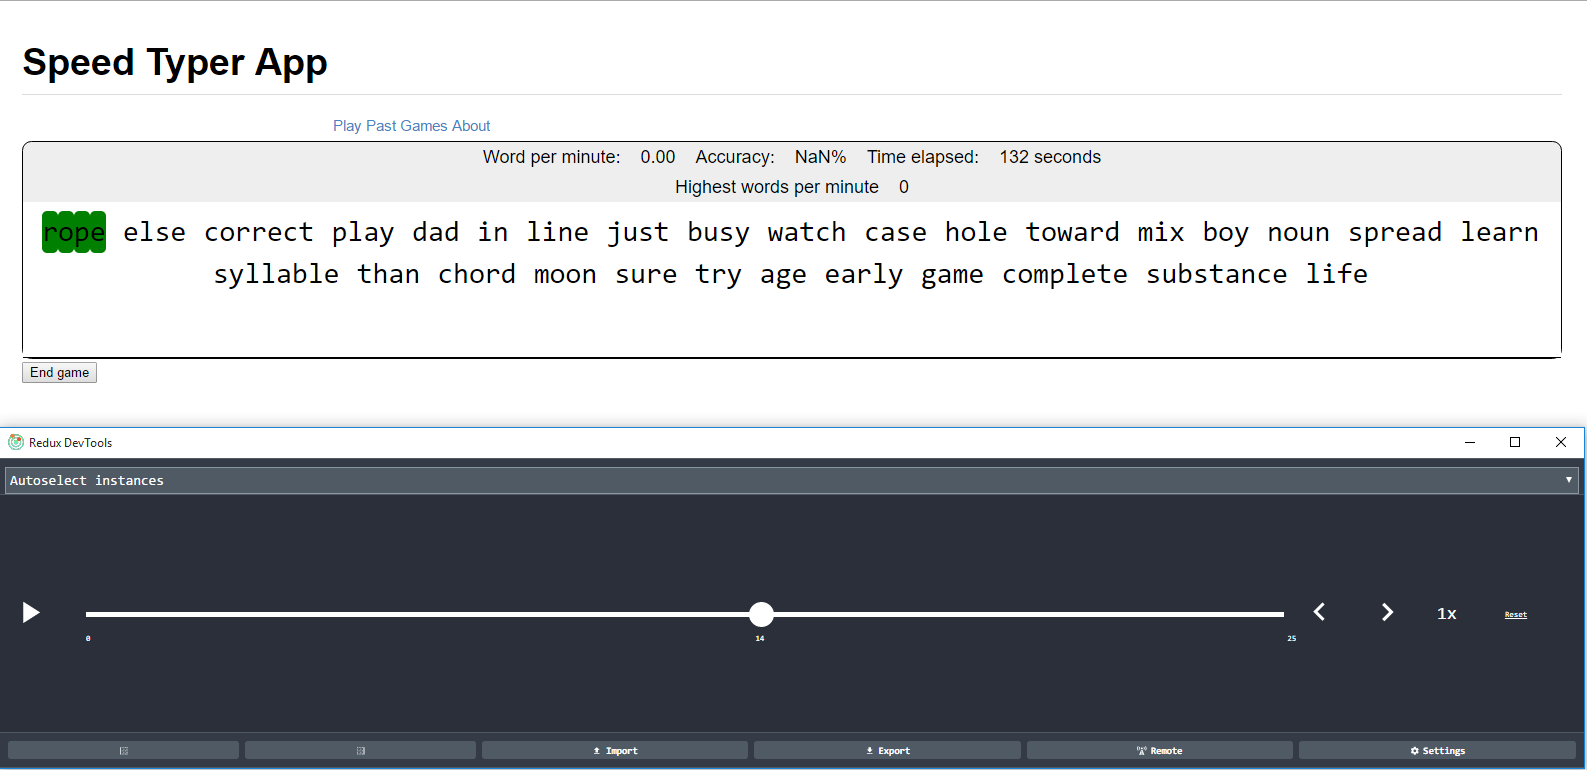 Speed Typer App
Play Past Games About
Word per minute: 0.00 Accuracy: NaN% Time elapsed: 132 seconds
Highest words per minute 0
rope else correct play dad in line just busy watch case hole toward mix boy noun spread learn
syllable than chord moon sure try age early game complete substance life
End game
Redux DevTools
Autoselect instances
1x Reset
0 14 25
Import Export Remote Settings